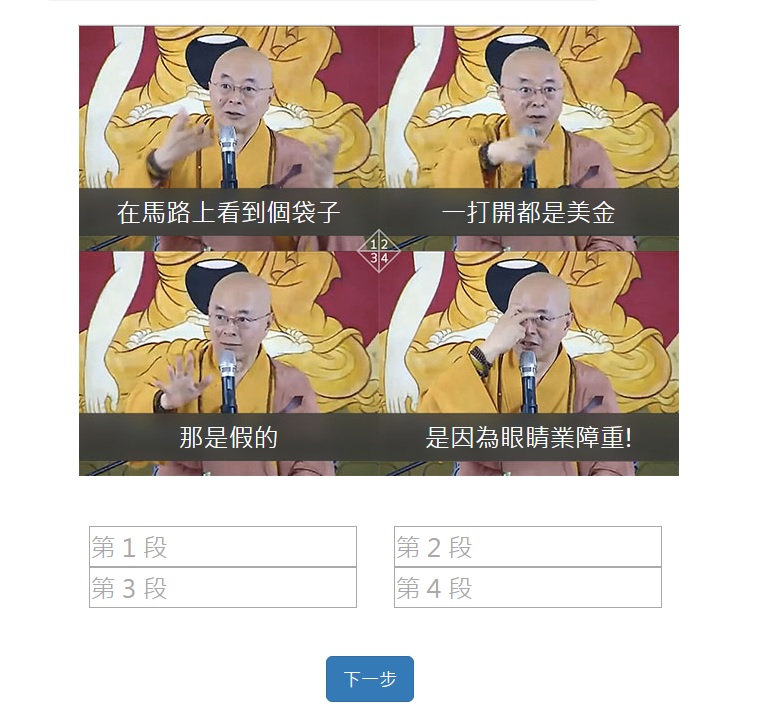 在馬路上看到個袋子
一打開都是美金
1 2
3 4
那是假的
是因為眼睛業障重!
第 1 段
第 2 段
第 3 段
第 4 段
下一步